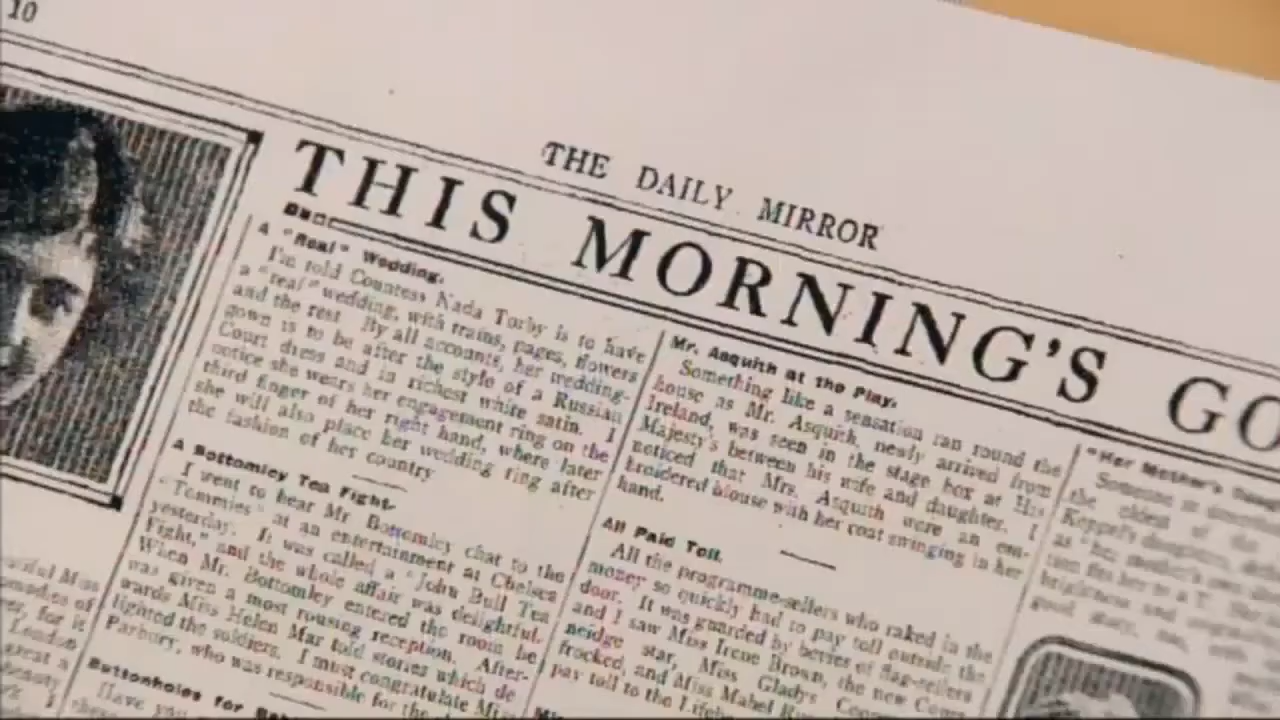 10
THE DAILY MIRROR
THIS MORNING'S GO
A "Real" Wedding.
I'm told Countess Nada Torby is to have
a "real" wedding, with trains, pages, flowers
and the rest. By all accounts, her wedding-
gown is to be after the style of a Russian
Court dress and in richest white satin. I
notice she wears her engagement ring on the
third finger of her right hand, where later
she will also place her wedding ring after
the fashion of her country
A Bottomley Tea Fight.
I went to hear Mr. Bottomley chat to the
"Tommies" at an entertainment at Chelsea
yesterday. It was called a "John Bull Tea
Fight," and the whole affair was delightful.
When Mr. Bottomley entered the room he
was given a most rousing reception. After-
wards Miss Helen Mar told stories which de
lighted the soldiers. I must congratulate Miss
Parbury, who was responsible for the
Buttonholes for
Have you
Mr. Asquith at the Play.
Something like a sensation ran round the
house as Mr. Asquith, newly arrived from
Ireland, was seen in the stage box at His
Majesty's between his wife and daughter. I
noticed that Mrs. Asquith wore an em-
broidered blouse with her coat swinging in her
hand.
All Paid Toll.
All the programme-sellers who raked in the
money so quickly had to pay toll outside the
door. It was guarded by bevies of flag-sellers
and I saw Miss Irene Brown, the new
neidge star, Miss Gladys
frocked, and Miss Mabel
pay toll to the
"Her Mother's
Someone
the eldest of the
Keppel's daughters,
as her mother's own
tion fits her to a T.
brightness and
good story,